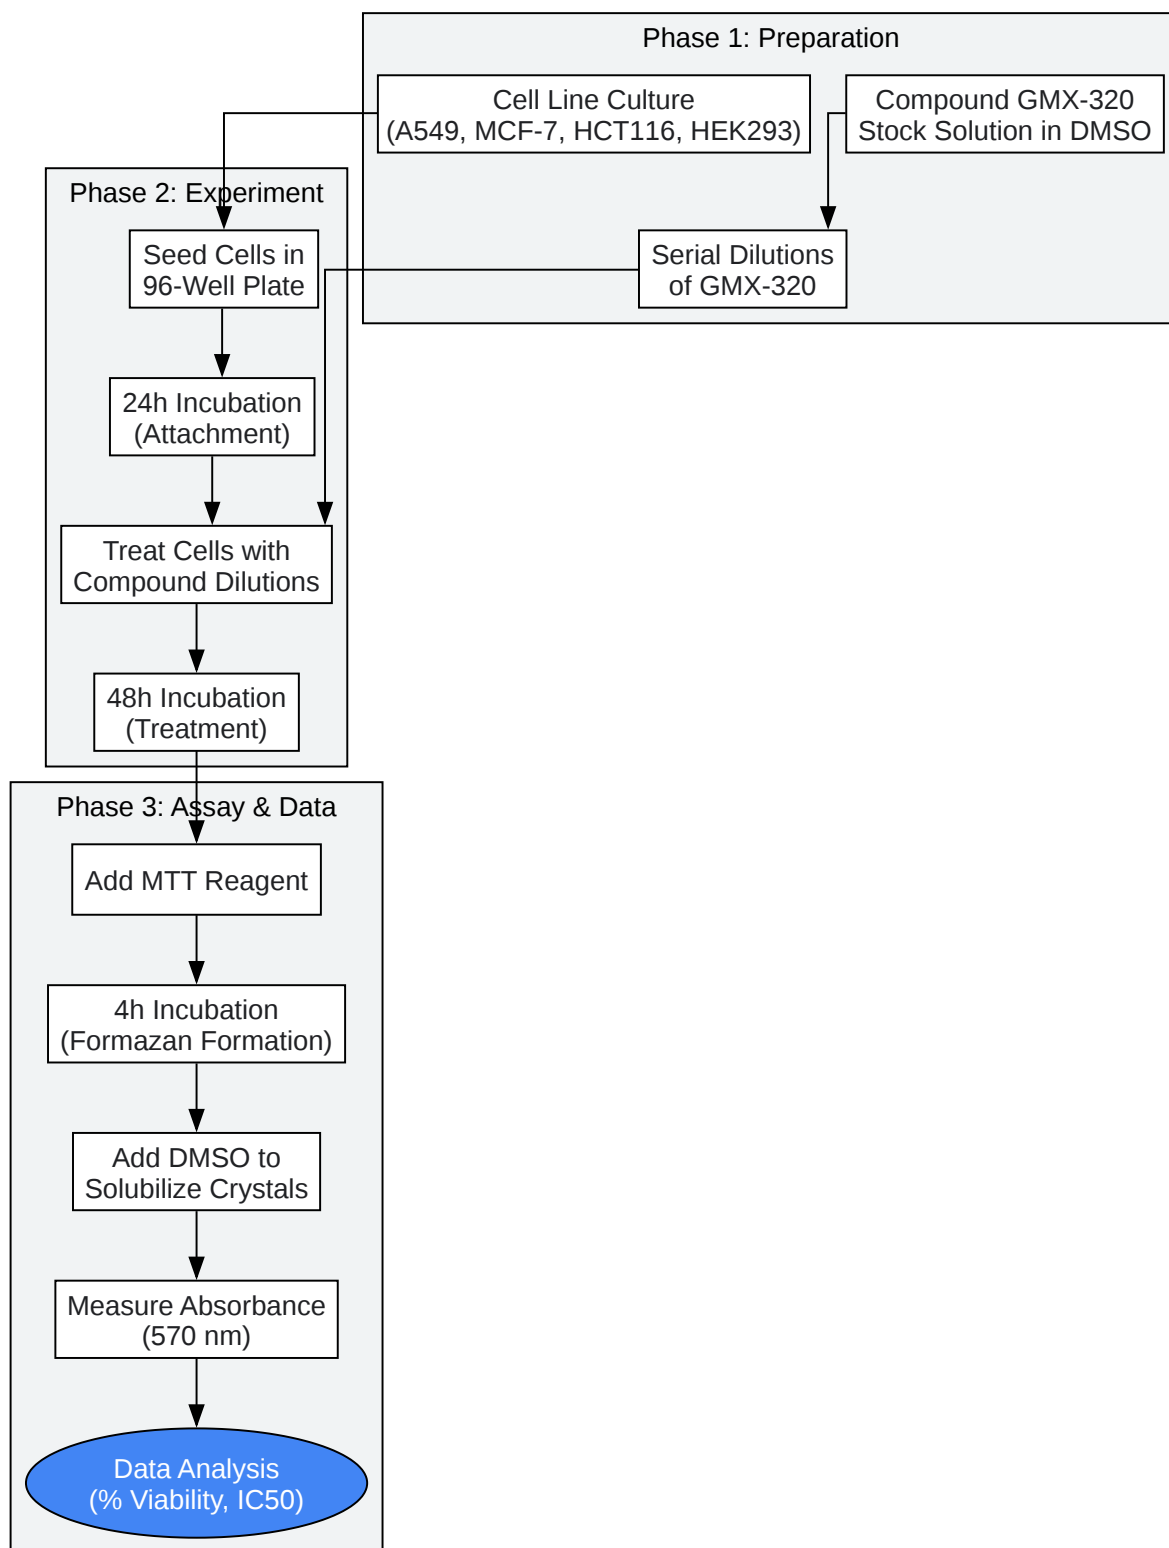 Phase 1: Preparation
Cell Line Culture
(A549, MCF-7, HCT116, HEK293)
Compound GMX-320
Stock Solution in DMSO
Serial Dilutions
of GMX-320
Phase 2: Experiment
Seed Cells in
96-Well Plate
24h Incubation
(Attachment)
Treat Cells with
Compound Dilutions
48h Incubation
(Treatment)
Phase 3: Assay & Data
Add MTT Reagent
4h Incubation
(Formazan Formation)
Add DMSO to
Solubilize Crystals
Measure Absorbance
(570 nm)
Data Analysis
(% Viability, IC50)